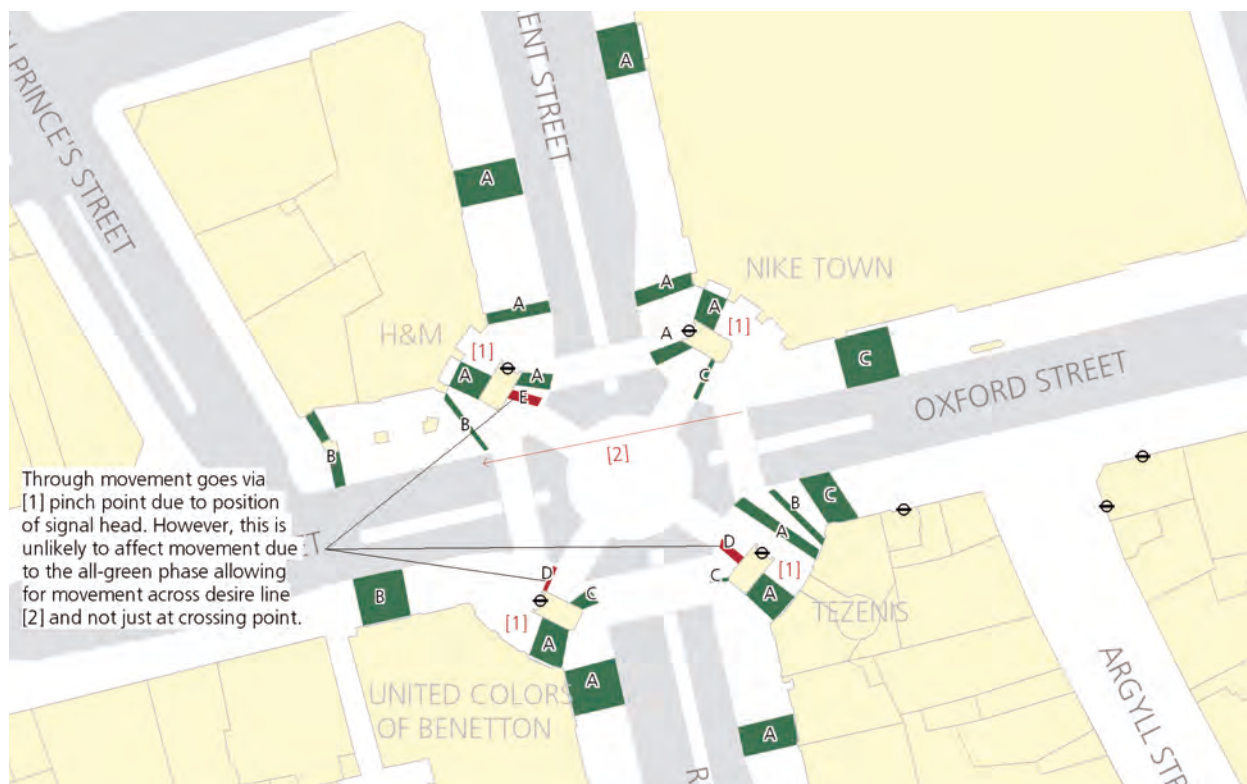 N PRINCE'S STREET
ENT STREET
A
A
NIKE TOWN
A
A
A
A
[1]
H&M
[1]
A
A
E
C
C
OXFORD STREET
B
B
[2]
Through movement goes via
[1] pinch point due to position
of signal head. However, this is
unlikely to affect movement due
to the all-green phase allowing
for movement across desire line
[2] and not just at crossing point.
ET
B
C
A
D
D
C
[1]
A
TEZENIS
B
C
[1]
A
A
UNITED COLORS
OF BENETTON
A
R
ARGYLL STR